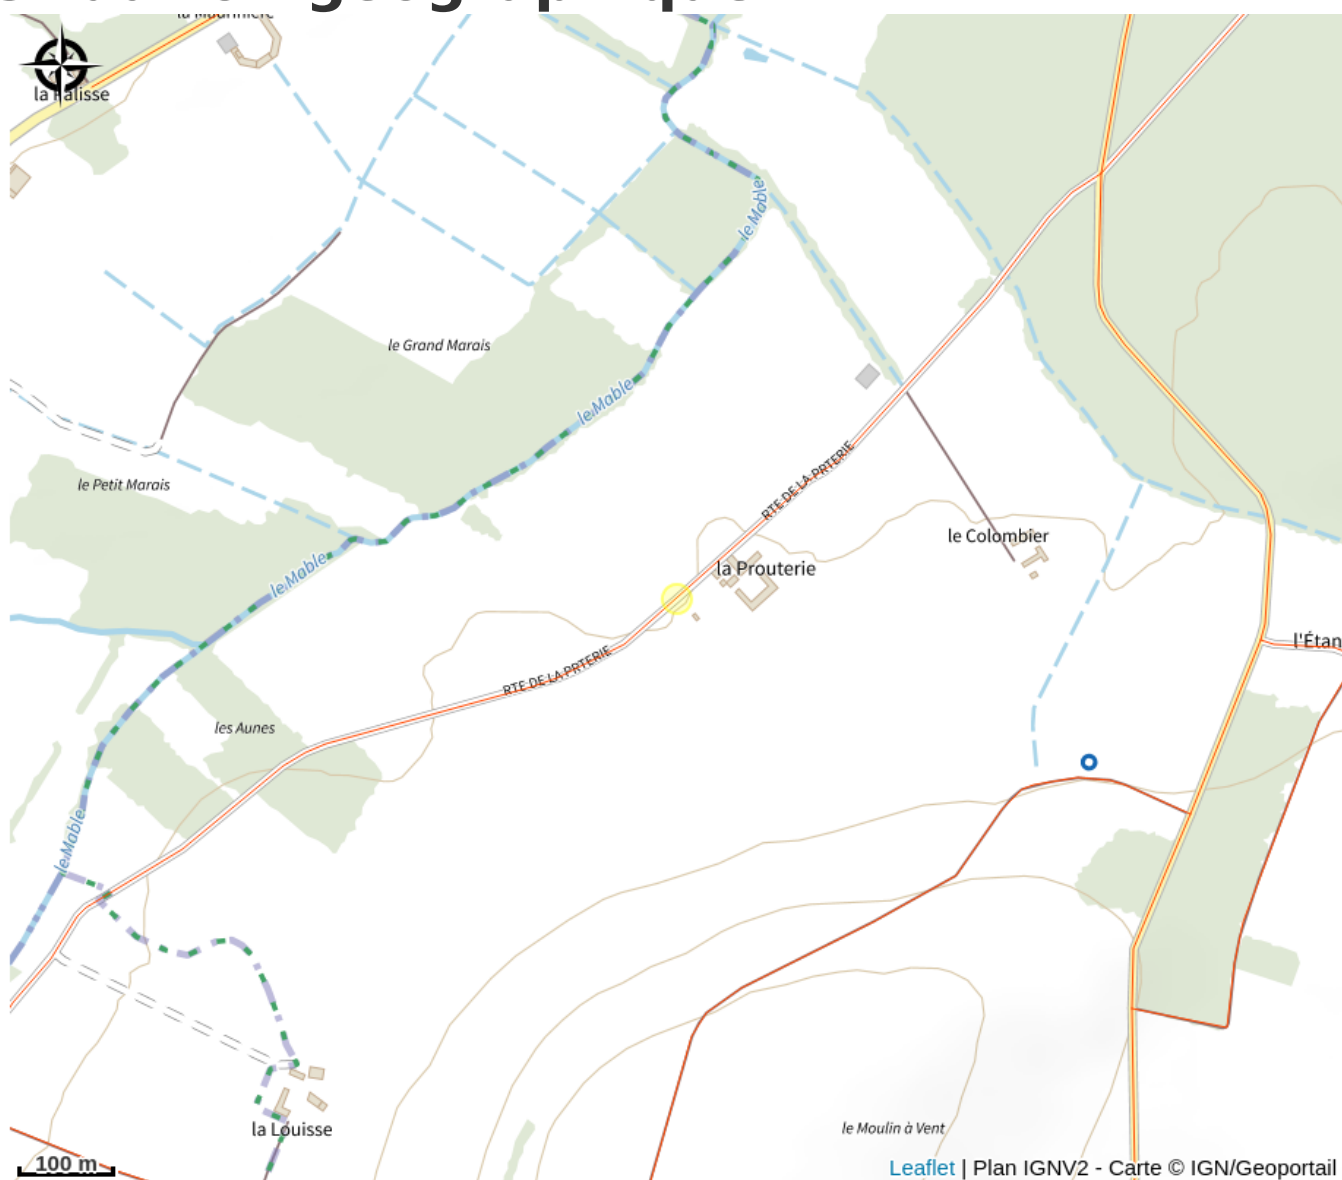 la Palisse
le Mable
le Grand Marais
le Mable
RTE DE LA PRTERIE
le Petit Marais
le Colombier
la Prouterie
le Mable
l'Étan
RTE DE LA PRTERIE
les Aunes
le Mable
la Louisse
le Moulin à Vent
100 m
Leaflet | Plan IGNV2 - Carte © IGN/Geoportail